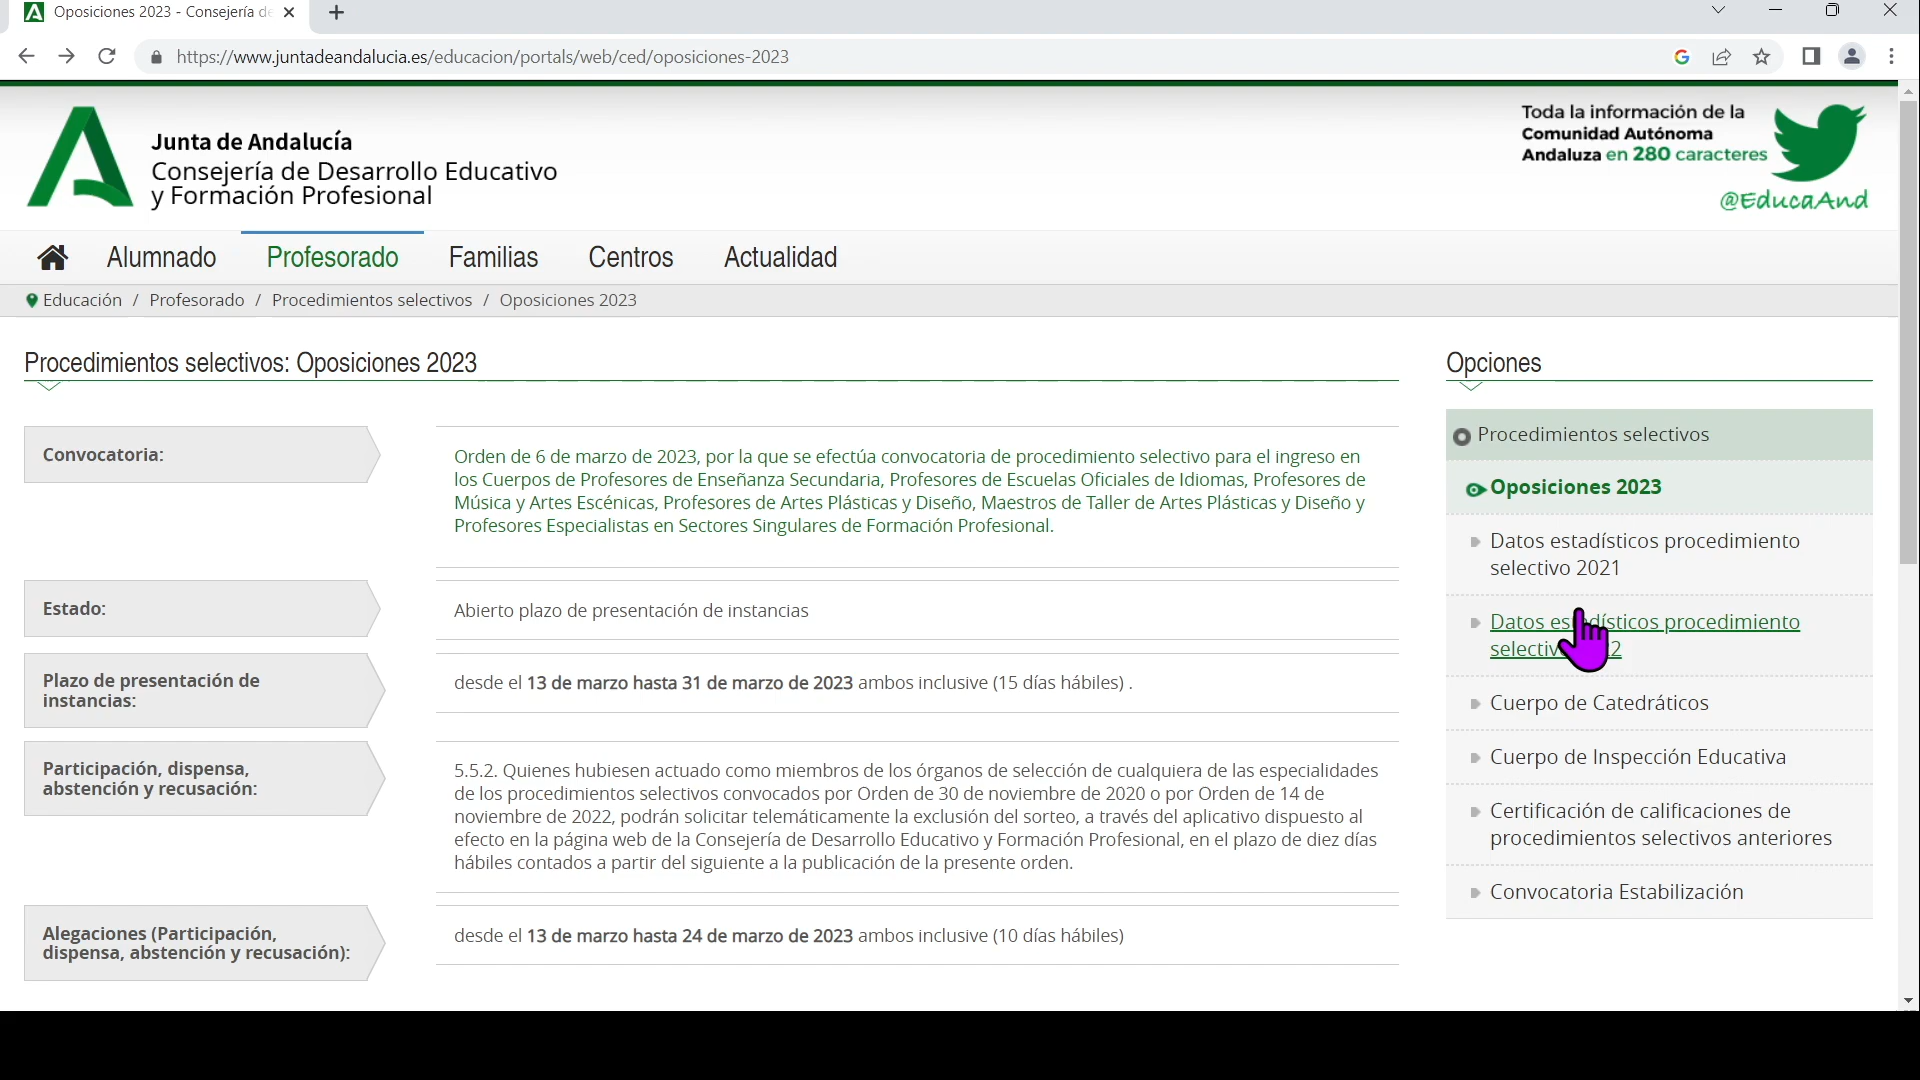 Oposiciones 2023 - Consejería de
https://www.juntadeandalucia.es/educacion/portals/web/ced/oposiciones-2023
Junta de Andalucía
Consejería de Desarrollo Educativo
y Formación Profesional
Toda la información de la
Comunidad Autónoma
Andaluza en 280 caracteres
@EducaAnd
Alumnado Profesorado Familias Centros Actualidad
Educación / Profesorado / Procedimientos selectivos / Oposiciones 2023
Procedimientos selectivos: Oposiciones 2023
Convocatoria:
Orden de 6 de marzo de 2023, por la que se efectúa convocatoria de procedimiento selectivo para el ingreso en
los Cuerpos de Profesores de Enseñanza Secundaria, Profesores de Escuelas Oficiales de Idiomas, Profesores de
Música y Artes Escénicas, Profesores de Artes Plásticas y Diseño, Maestros de Taller de Artes Plásticas y Diseño y
Profesores Especialistas en Sectores Singulares de Formación Profesional.
Estado:
Abierto plazo de presentación de instancias
Plazo de presentación de
instancias:
desde el 13 de marzo hasta 31 de marzo de 2023 ambos inclusive (15 días hábiles) .
Participación, dispensa,
abstención y recusación:
5.5.2. Quienes hubiesen actuado como miembros de los órganos de selección de cualquiera de las especialidades
de los procedimientos selectivos convocados por Orden de 30 de noviembre de 2020 o por Orden de 14 de
noviembre de 2022, podrán solicitar telemáticamente la exclusión del sorteo, a través del aplicativo dispuesto al
efecto en la página web de la Consejería de Desarrollo Educativo y Formación Profesional, en el plazo de diez días
hábiles contados a partir del siguiente a la publicación de la presente orden.
Alegaciones (Participación,
dispensa, abstención y recusación):
desde el 13 de marzo hasta 24 de marzo de 2023 ambos inclusive (10 días hábiles)
Opciones
Procedimientos selectivos
Oposiciones 2023
Datos estadísticos procedimiento
selectivo 2021
Datos estadísticos procedimiento
Cuerpo de Catedráticos
Cuerpo de Inspección Educativa
Certificación de calificaciones de
procedimientos selectivos anteriores
Convocatoria Estabilización